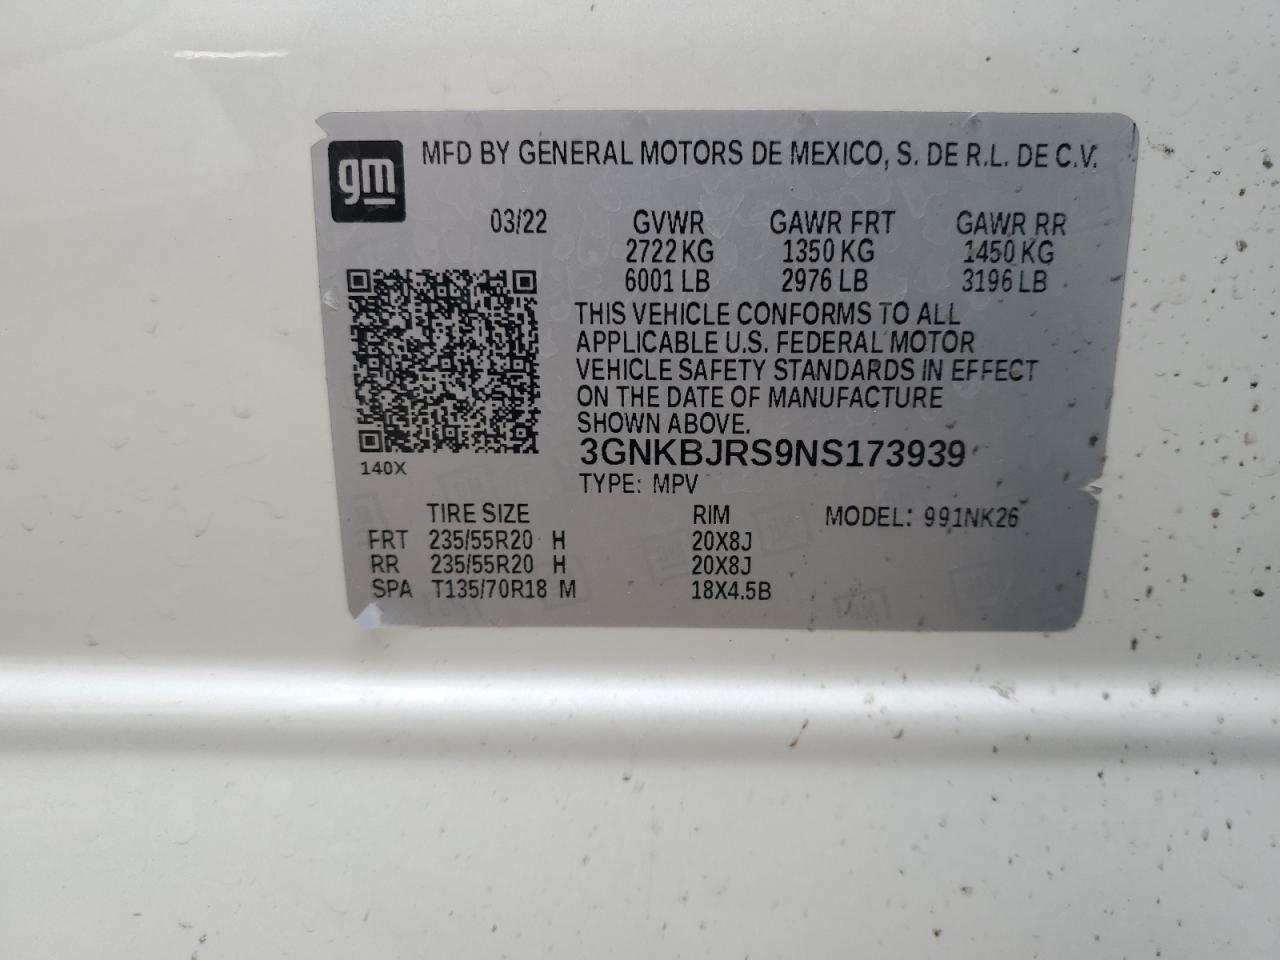 gm
MFD BY GENERAL MOTORS DE MEXICO, S. DE R.L. DE C.V.
03/22 GVWR GAWR FRT GAWR RR
2722 KG 1350 KG 1450 KG
6001 LB 2976 LB 3196 LB
THIS VEHICLE CONFORMS TO ALL
APPLICABLE U.S. FEDERAL MOTOR
VEHICLE SAFETY STANDARDS IN EFFECT
ON THE DATE OF MANUFACTURE
SHOWN ABOVE.
3GNKBJRS9NS173939
140X
TYPE: MPV
TIRE SIZE RIM MODEL: 991NK26
FRT 235/55R20 H 20X8J
RR 235/55R20 H 20X8J
SPA T135/70R18 M 18X4.5B